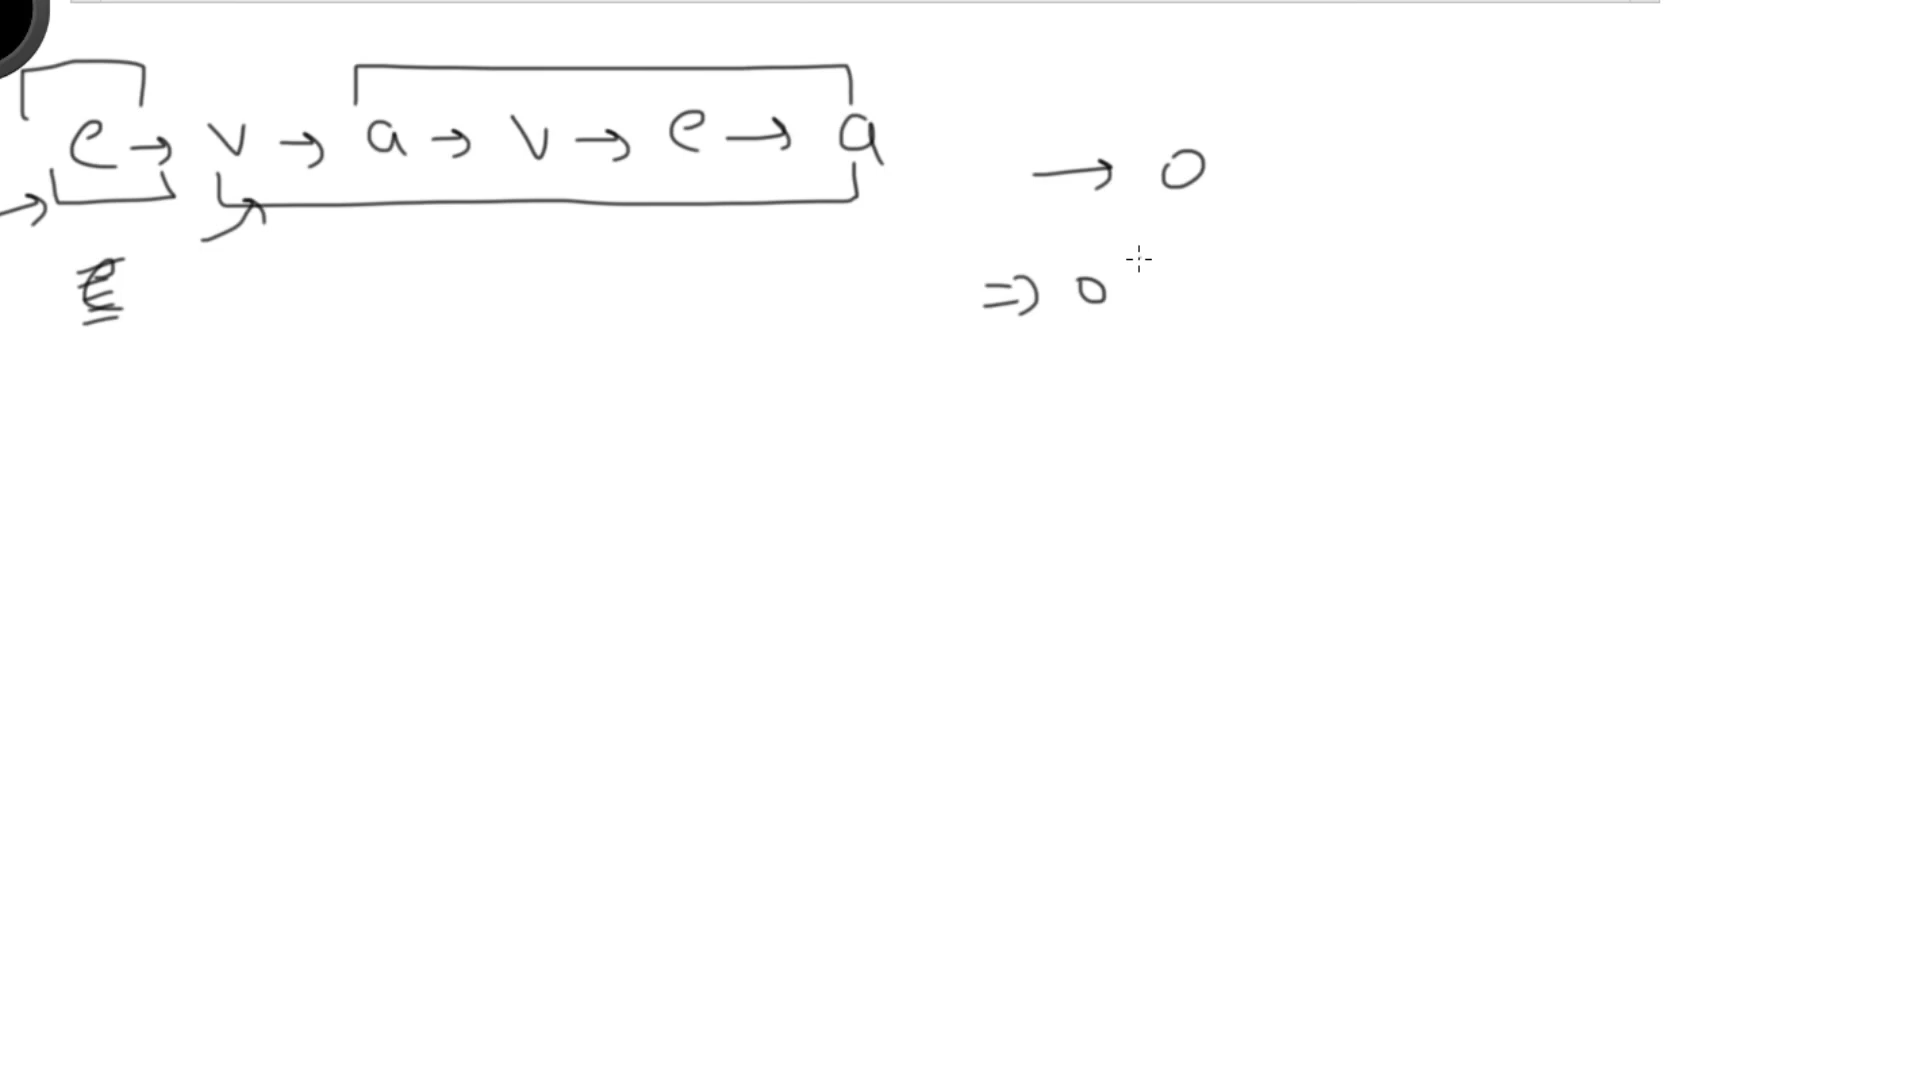 e → v → a → v → e → a → 0
e ⇒ 0